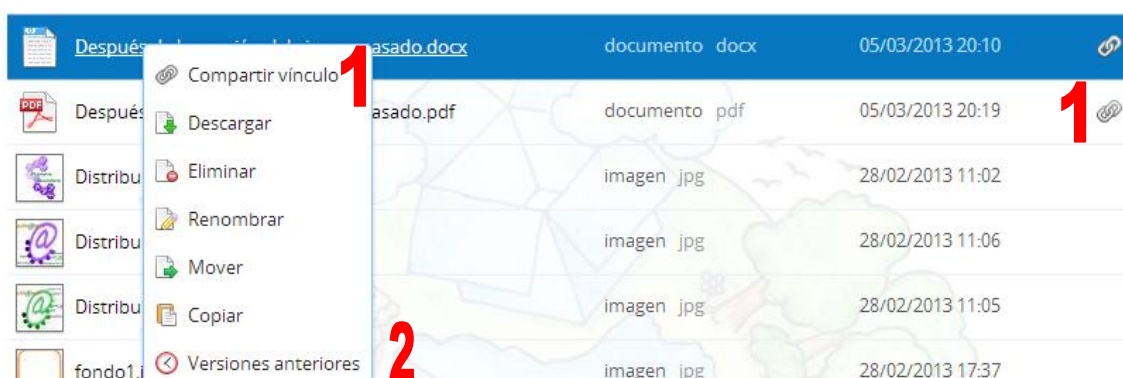 Después asado.docx documento docx 05/03/2013 20:10
Compartir vínculo 1
Después asado.pdf documento pdf 05/03/2013 20:19 1
Descargar
Distribu imagen jpg 28/02/2013 11:02
Eliminar
Renombrar
Distribu imagen jpg 28/02/2013 11:06
Mover
Distribu imagen jpg 28/02/2013 11:05
Copiar
Versiones anteriores 2
fondo1.j imagen jpg 28/02/2013 17:37